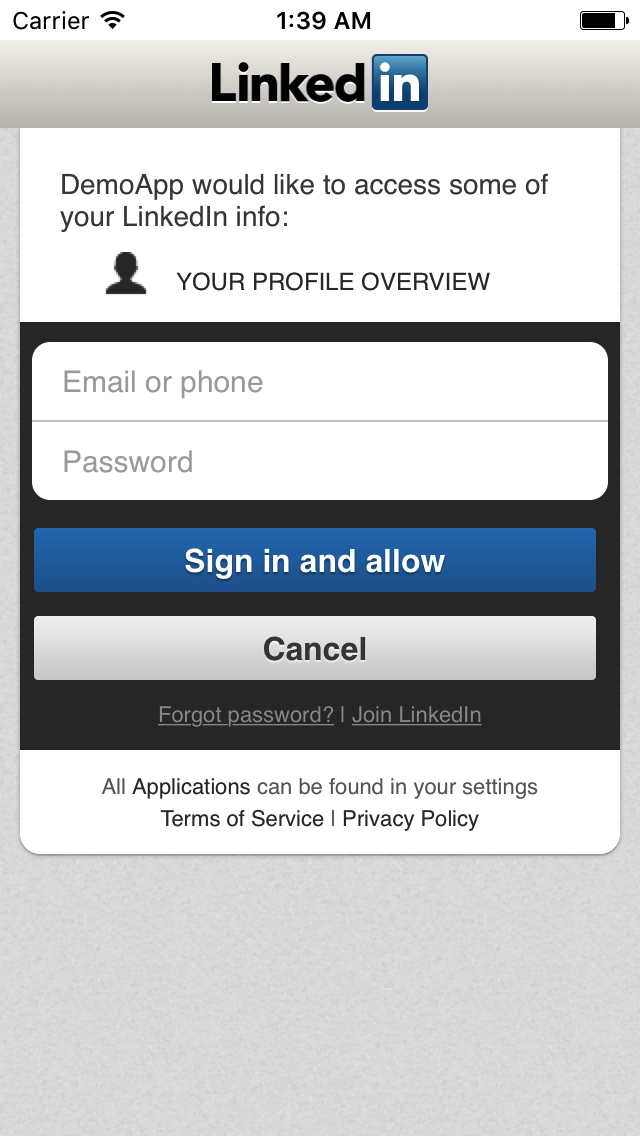 Carrier 1:39 AM
Linked in
DemoApp would like to access some of
your LinkedIn info:
YOUR PROFILE OVERVIEW
Email or phone
Password
Sign in and allow
Cancel
Forgot password? | Join LinkedIn
All Applications can be found in your settings
Terms of Service | Privacy Policy